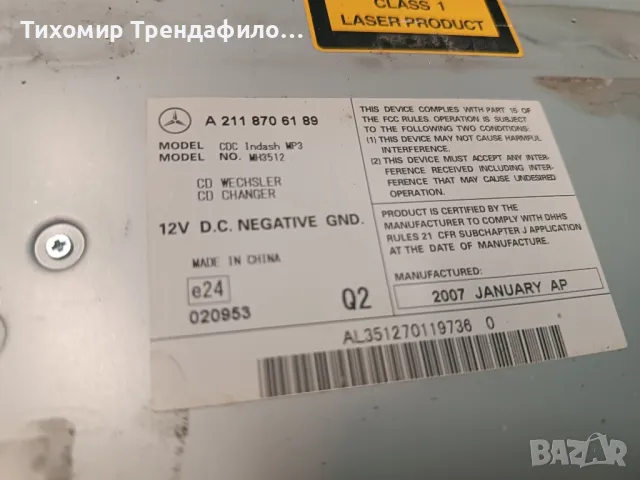 Тихомир Трендафило...
CLASS 1
LASER PRODUCT
A 211 870 61 89
MODEL CDC Indash MP3
MODEL NO. MH3512
CD WECHSLER
CD CHANGER
12V D.C. NEGATIVE GND.
MADE IN CHINA
e24
020953
Q2
THIS DEVICE COMPLIES WITH PART 15 OF
THE FCC RULES. OPERATION IS SUBJECT
TO THE FOLLOWING TWO CONDITIONS:
(1) THIS DEVICE MAY NOT CAUSE HARMFUL
INTERFERENCE.
(2) THIS DEVICE MUST ACCEPT ANY INTER-
FERENCE RECEIVED INCLUDING INTER-
FERENCE THAT MAY CAUSE UNDESIRED
OPERATION.
PRODUCT IS CERTIFIED BY THE
MANUFACTURER TO COMPLY WITH DHHS
RULES 21 CFR SUBCHAPTER J APPLICATION
AT THE DATE OF MANUFACTURE.
MANUFACTURED:
2007 JANUARY AP
AL351270119736 0
BAZAR
bg